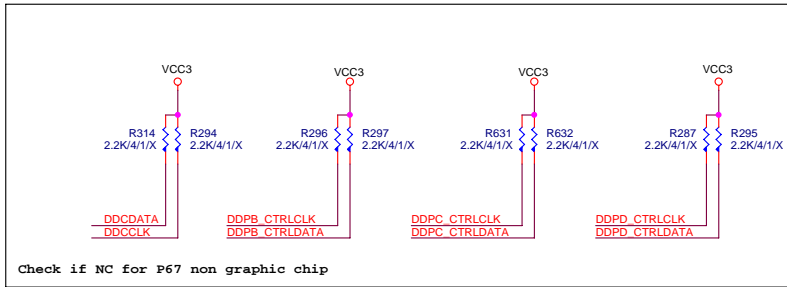 VCC3 VCC3 VCC3 VCC3
R314 R294 R296 R297 R631 R632 R287 R295
2.2K/4/1/X 2.2K/4/1/X 2.2K/4/1/X 2.2K/4/1/X 2.2K/4/1/X 2.2K/4/1/X 2.2K/4/1/X 2.2K/4/1/X
DDCDATA DDPB_CTRLCLK DDPC_CTRLCLK DDPD_CTRLCLK
DDCCLK DDPB_CTRLDATA DDPC_CTRLDATA DDPD_CTRLDATA
Check if NC for P67 non graphic chip